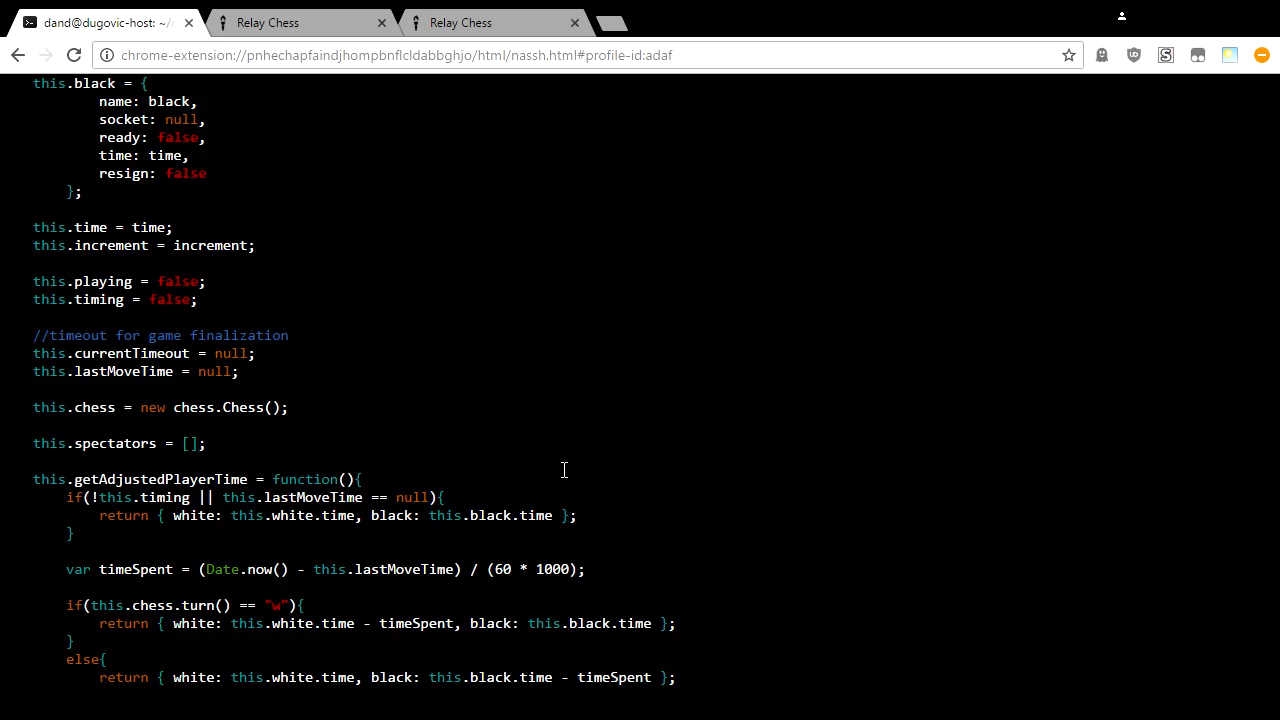 dand@dugovic-host: ~/
Relay Chess
Relay Chess
chrome-extension://pnhechapfaindjhompbnflcldabbghjo/html/nassh.html#profile-id:adaf
this.black = {
name: black,
socket: null,
ready: false,
time: time,
resign: false
};
this.time = time;
this.increment = increment;
this.playing = false;
this.timing = false;
//timeout for game finalization
this.currentTimeout = null;
this.lastMoveTime = null;
this.chess = new chess.Chess();
this.spectators = [];
this.getAdjustedPlayerTime = function(){
if(!this.timing || this.lastMoveTime == null){
return { white: this.white.time, black: this.black.time };
}
var timeSpent = (Date.now() - this.lastMoveTime) / (60 * 1000);
if(this.chess.turn() == "w"){
return { white: this.white.time - timeSpent, black: this.black.time };
}
else{
return { white: this.white.time, black: this.black.time - timeSpent };